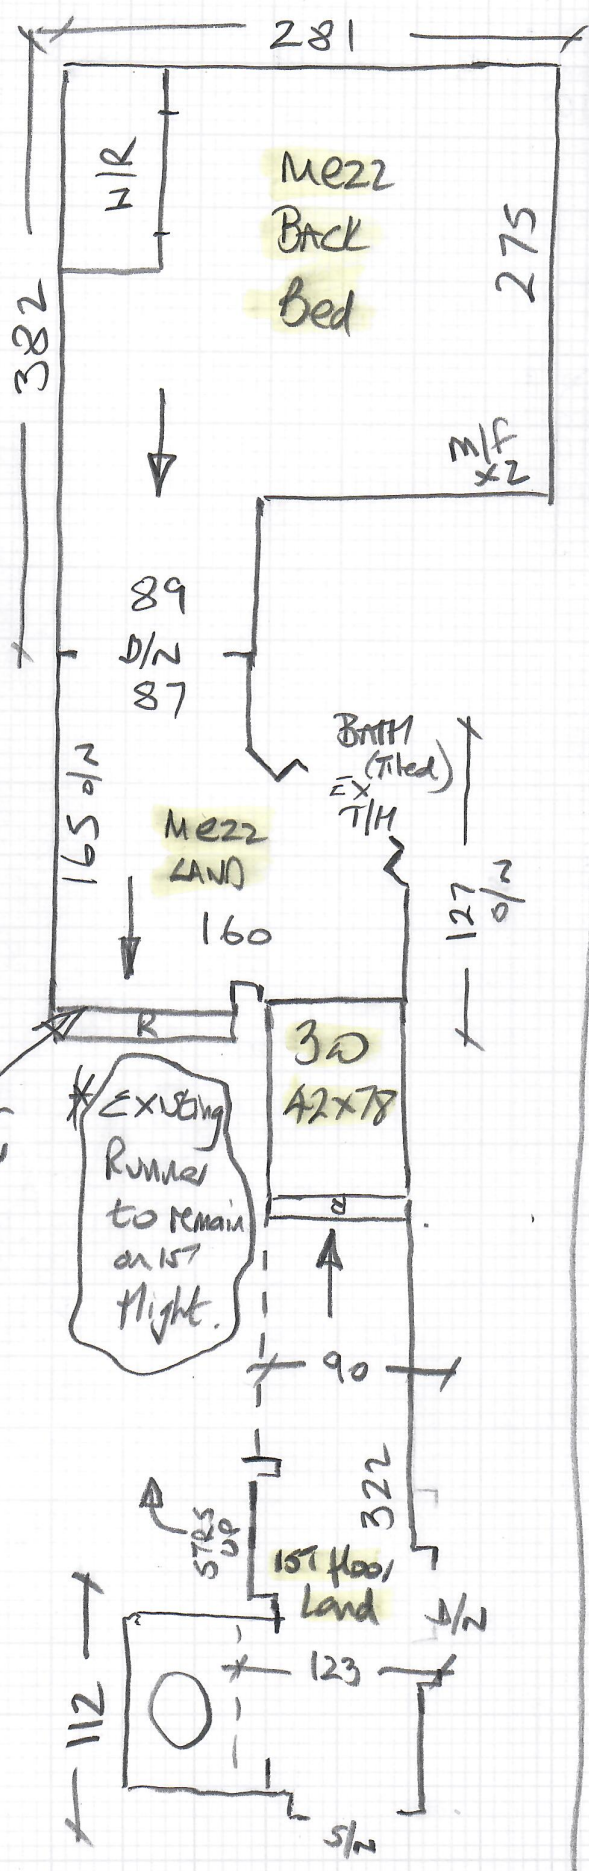 281
H/R
Mezz
BACK
Bed
275
382
M/F
x2
89
D/N
87
BATH
(Tiled)
EX
T/H
165 O/N
Mezz
LAND
160
127
O/N
R
3W
42x78
* Existing
Runner
to remain
on 1ST
flight.
R
90
322
STRS
UP
1ST floor
Land
D/N
123
112
S/N